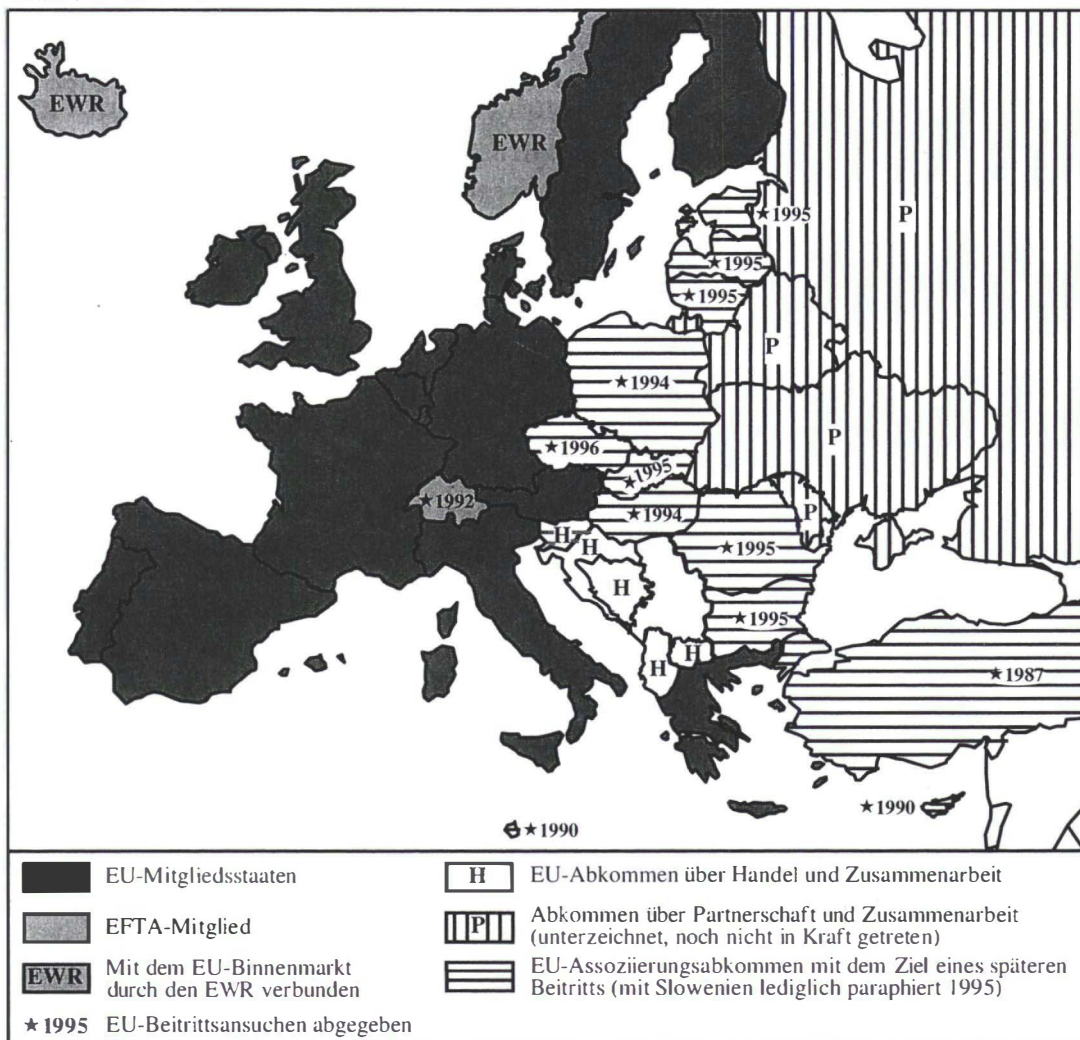 EWR
EWR
★1995
P
★1995
★1995
P
★1994
P
★1996
★1995
★1992
★1994
P
H
H
★1995
H
★1995
H
H
★1987
★1990
★1990
EU-Mitgliedsstaaten
H EU-Abkommen über Handel und Zusammenarbeit
EFTA-Mitglied
P Abkommen über Partnerschaft und Zusammenarbeit
(unterzeichnet, noch nicht in Kraft getreten)
EWR Mit dem EU-Binnenmarkt
durch den EWR verbunden
EU-Assoziierungsabkommen mit dem Ziel eines späteren
Beitritts (mit Slowenien lediglich paraphiert 1995)
★1995 EU-Beitrittsansuchen abgegeben